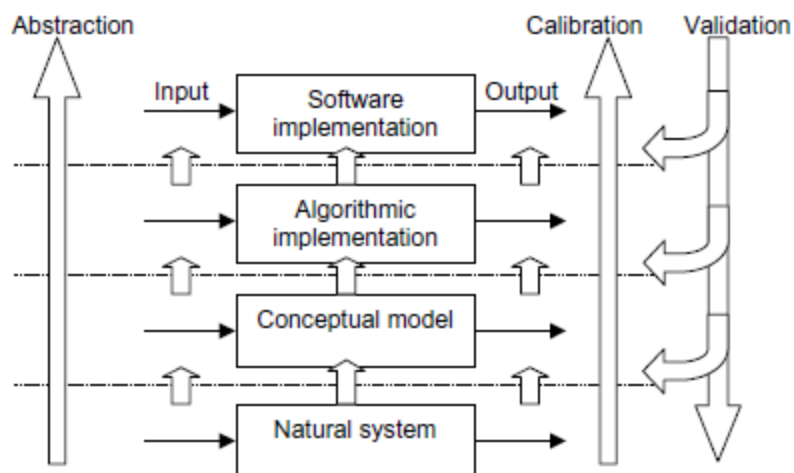 Abstraction
Calibration
Validation
Input
Software
implementation
Output
Algorithmic
implementation
Conceptual model
Natural system